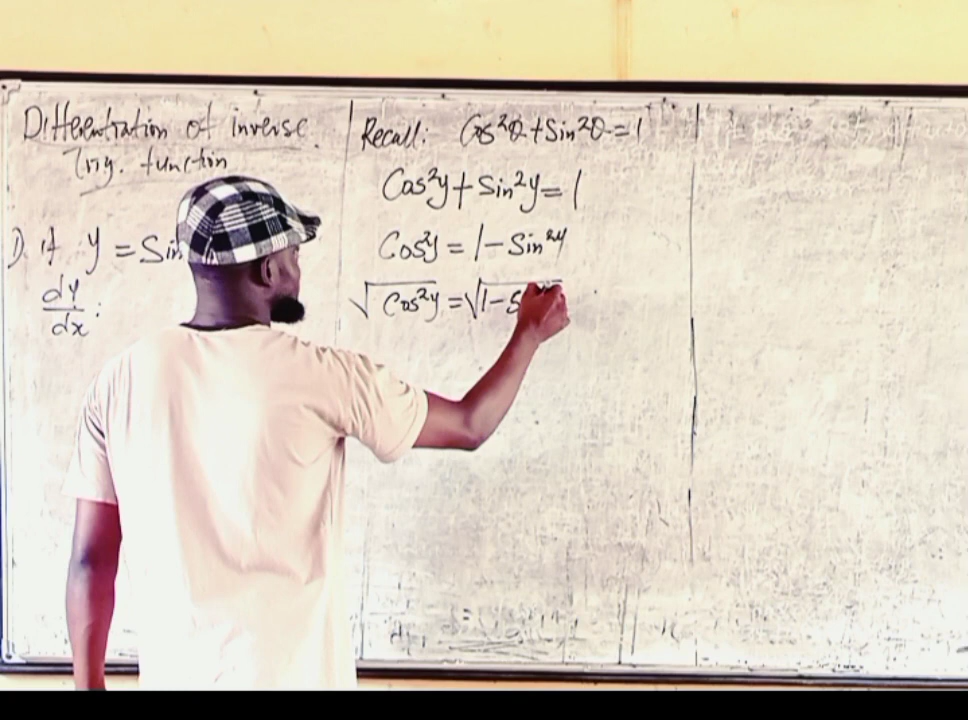 Differentiation of inverse
Trig. function
1) if y = Sin
dy
dx :
Recall: Cos²θ + Sin²θ = 1
Cos²y + Sin²y = 1
Cos²y = 1 - Sin²y
√Cos²y = √1 - S